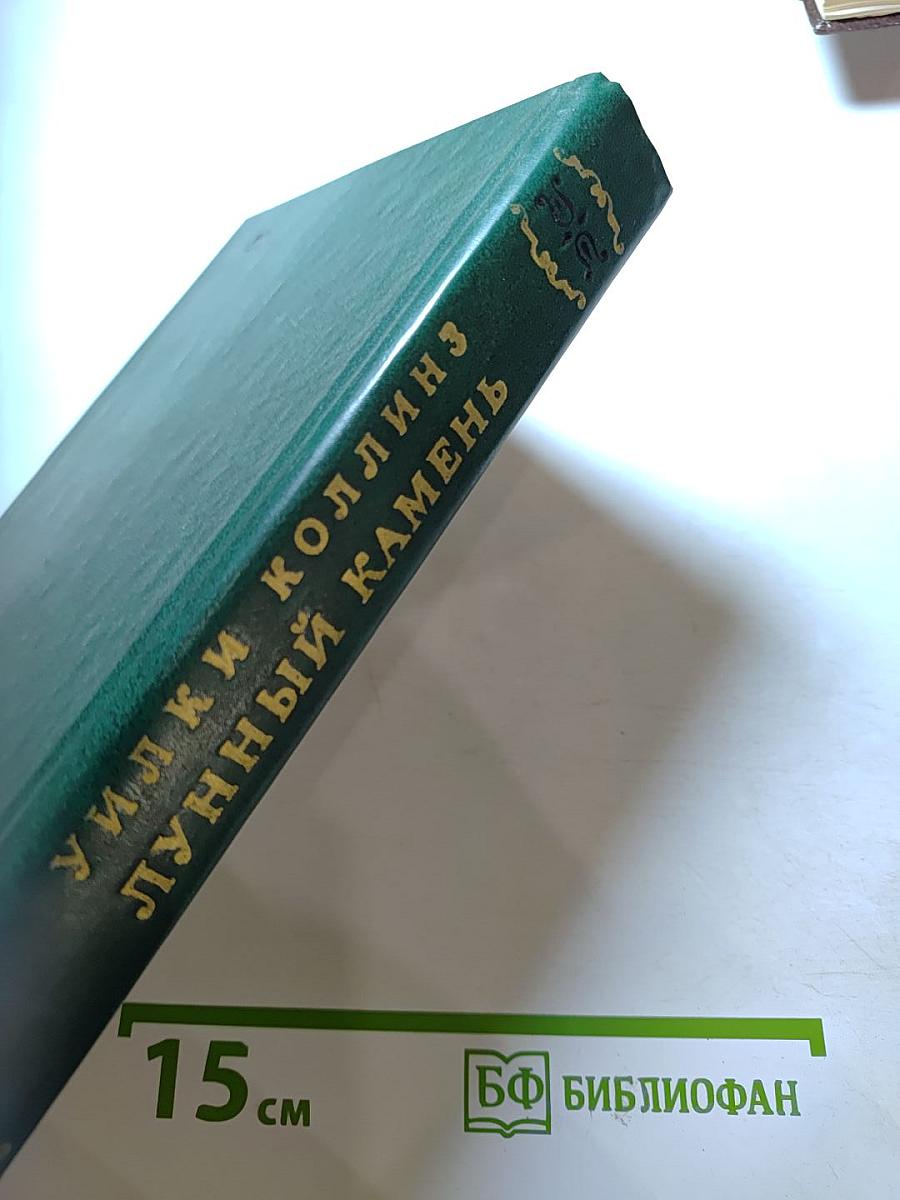 УИЛКИ КОЛЛИНЗ
ЛУННЫЙ КАМЕНЬ
15 см
БФ БИБЛИОФАН